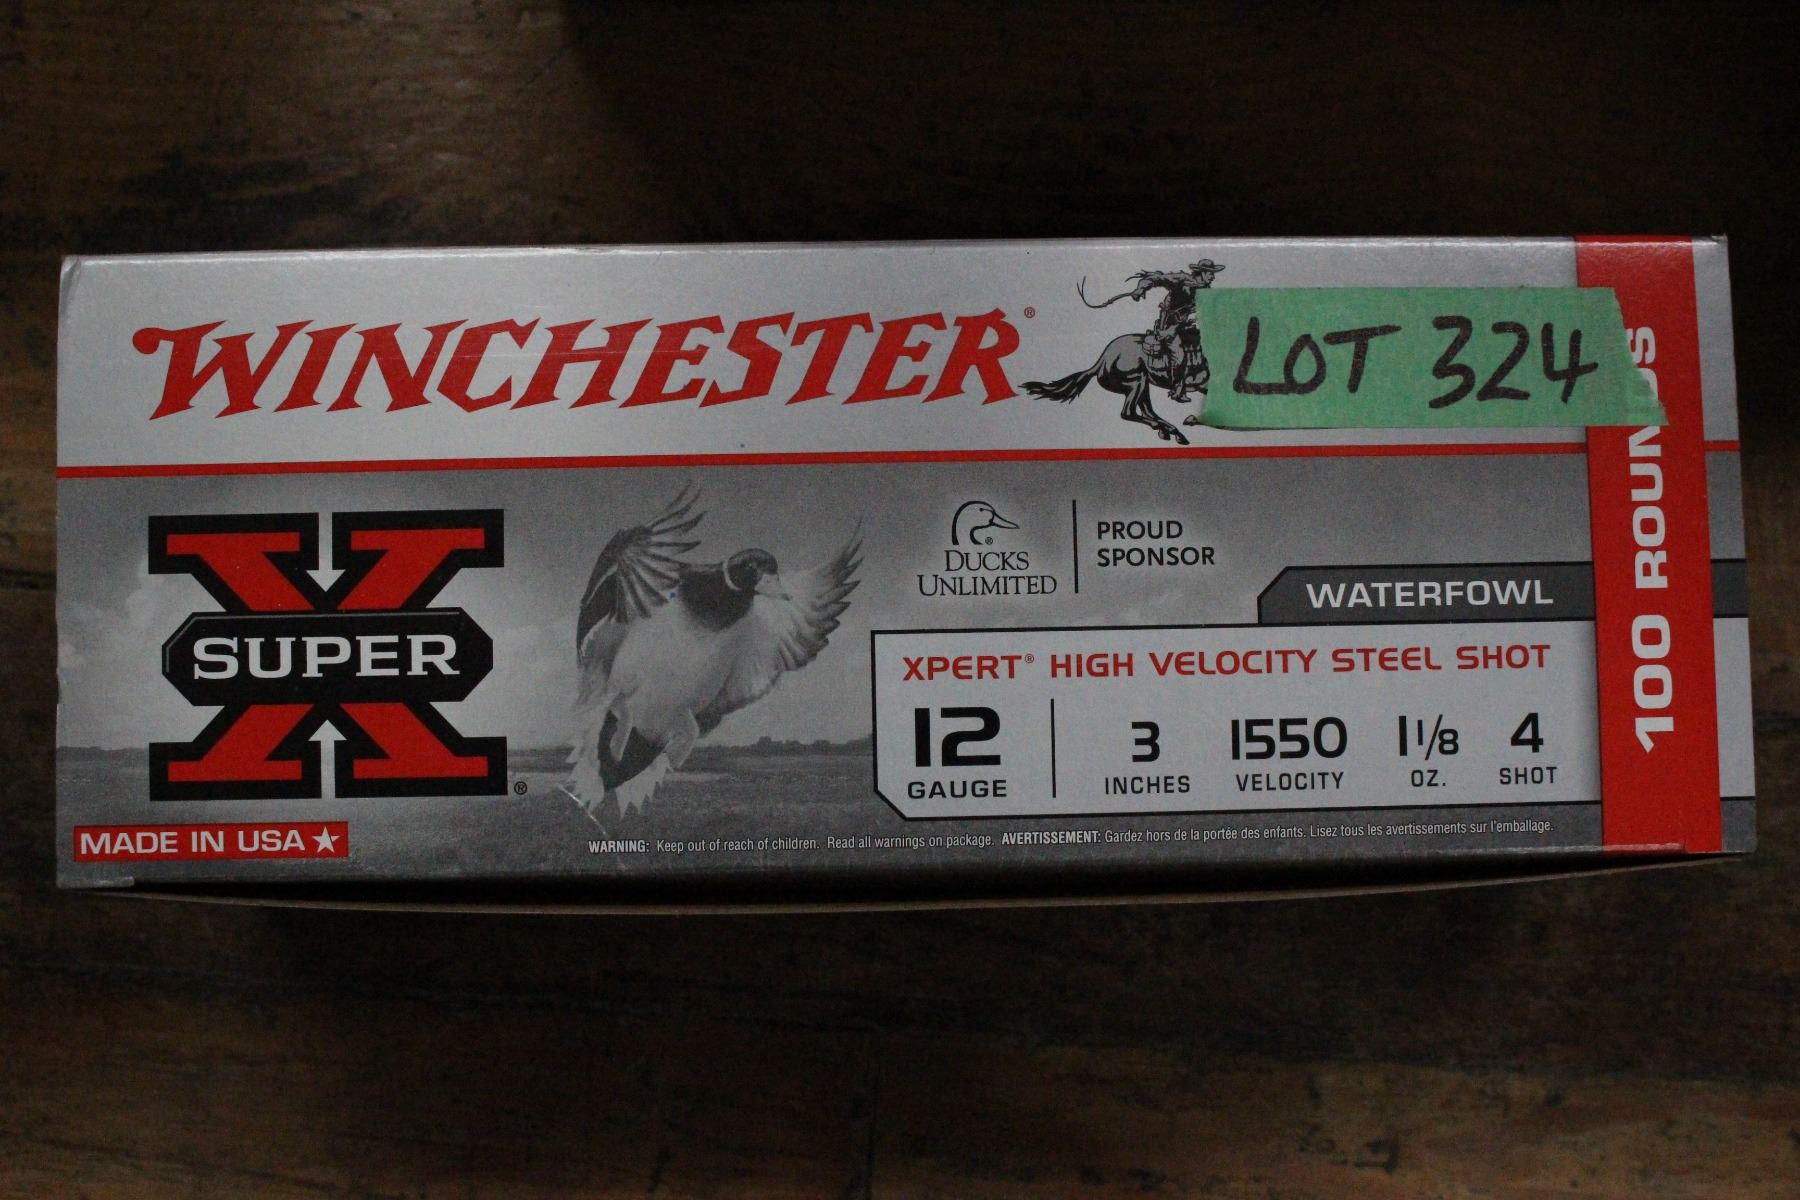 WINCHESTER®
LOT 324
SUPER X®
DUCKS UNLIMITED®
PROUD SPONSOR
WATERFOWL
XPERT® HIGH VELOCITY STEEL SHOT
12 GAUGE
3 INCHES
1550 VELOCITY
1 1/8 OZ.
4 SHOT
100 ROUNDS
MADE IN USA
WARNING: Keep out of reach of children. Read all warnings on package. AVERTISSEMENT: Gardez hors de la portée des enfants. Lisez tous les avertissements sur l'emballage.